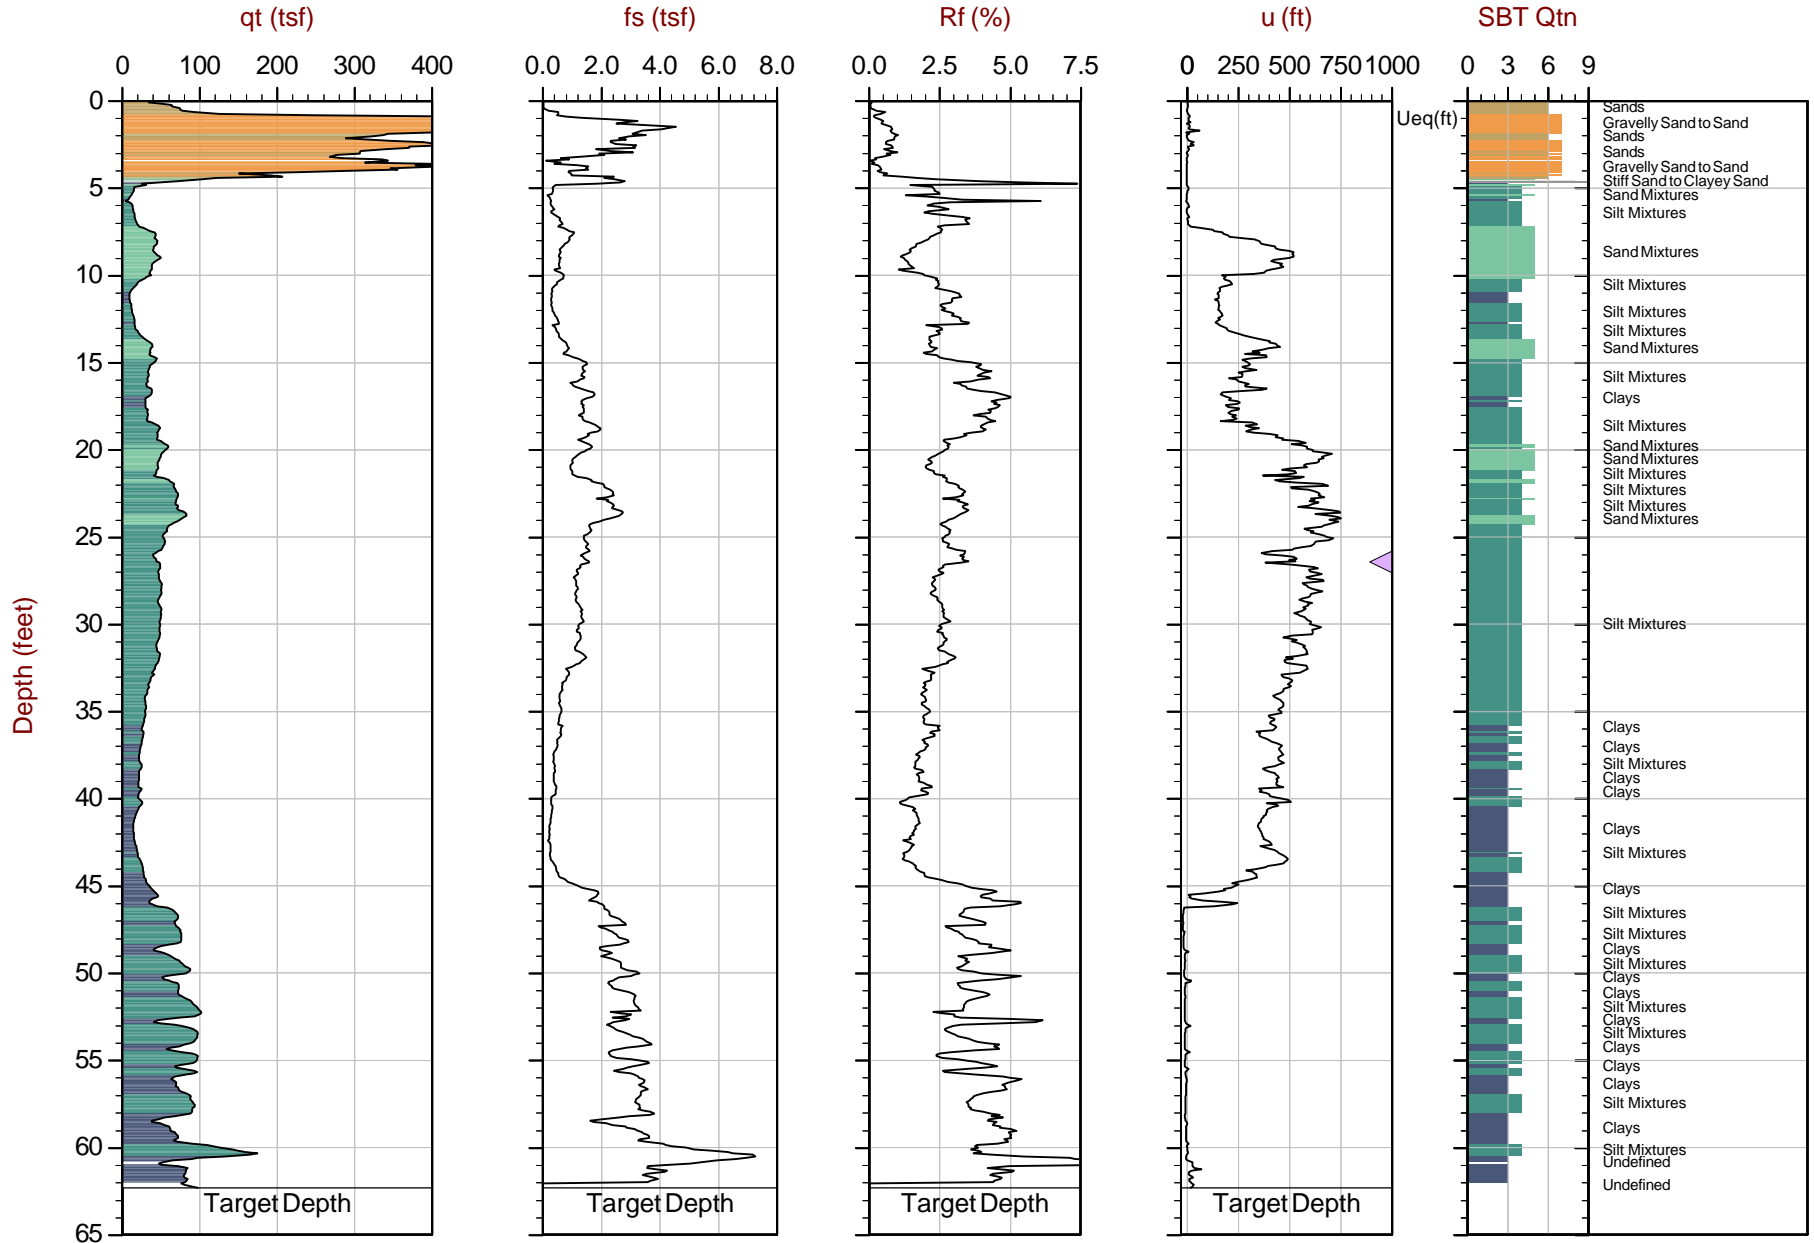 qt (tsf) fs (tsf) Rf (%) u (ft) SBT Qtn
0 100 200 300 400 0.0 2.0 4.0 6.0 8.0 0.0 2.5 5.0 7.5 0 250 500 750 1000 0 3 6 9
Ueq(ft)
Depth (feet)
0
5
10
15
20
25
30
35
40
45
50
55
60
65
Sands
Gravelly Sand to Sand
Sands
Sands
Gravelly Sand to Sand
Stiff Sand to Clayey Sand
Sand Mixtures
Silt Mixtures
Sand Mixtures
Silt Mixtures
Silt Mixtures
Silt Mixtures
Sand Mixtures
Silt Mixtures
Clays
Silt Mixtures
Sand Mixtures
Sand Mixtures
Silt Mixtures
Silt Mixtures
Silt Mixtures
Sand Mixtures
Silt Mixtures
Clays
Clays
Silt Mixtures
Clays
Clays
Clays
Silt Mixtures
Clays
Silt Mixtures
Silt Mixtures
Clays
Silt Mixtures
Clays
Clays
Silt Mixtures
Clays
Silt Mixtures
Clays
Clays
Clays
Silt Mixtures
Clays
Silt Mixtures
Undefined
Undefined
Target Depth Target Depth Target Depth Target Depth